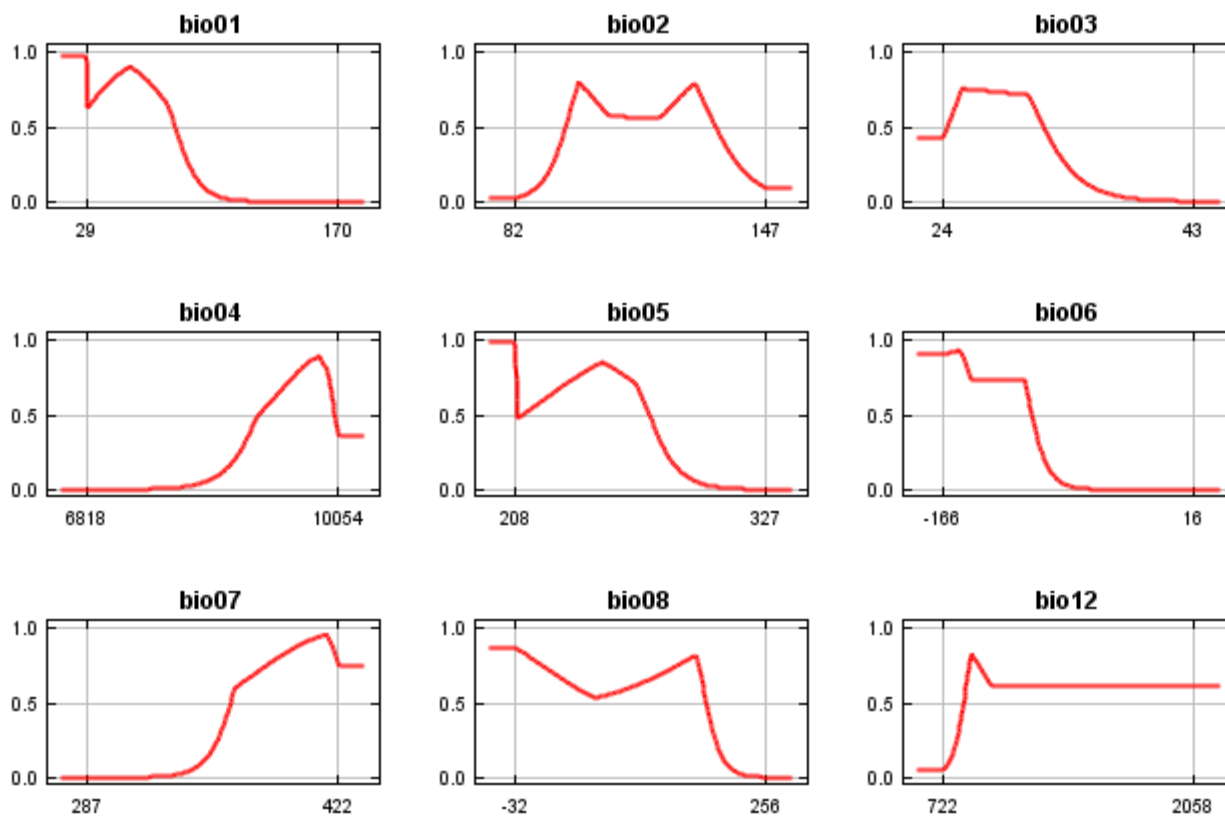 bio01 bio02 bio03
1.0 1.0 1.0
0.5 0.5 0.5
0.0 0.0 0.0
29 170 82 147 24 43
bio04 bio05 bio06
1.0 1.0 1.0
0.5 0.5 0.5
0.0 0.0 0.0
6818 10054 208 327 -166 16
bio07 bio08 bio12
1.0 1.0 1.0
0.5 0.5 0.5
0.0 0.0 0.0
287 422 -32 256 722 2058